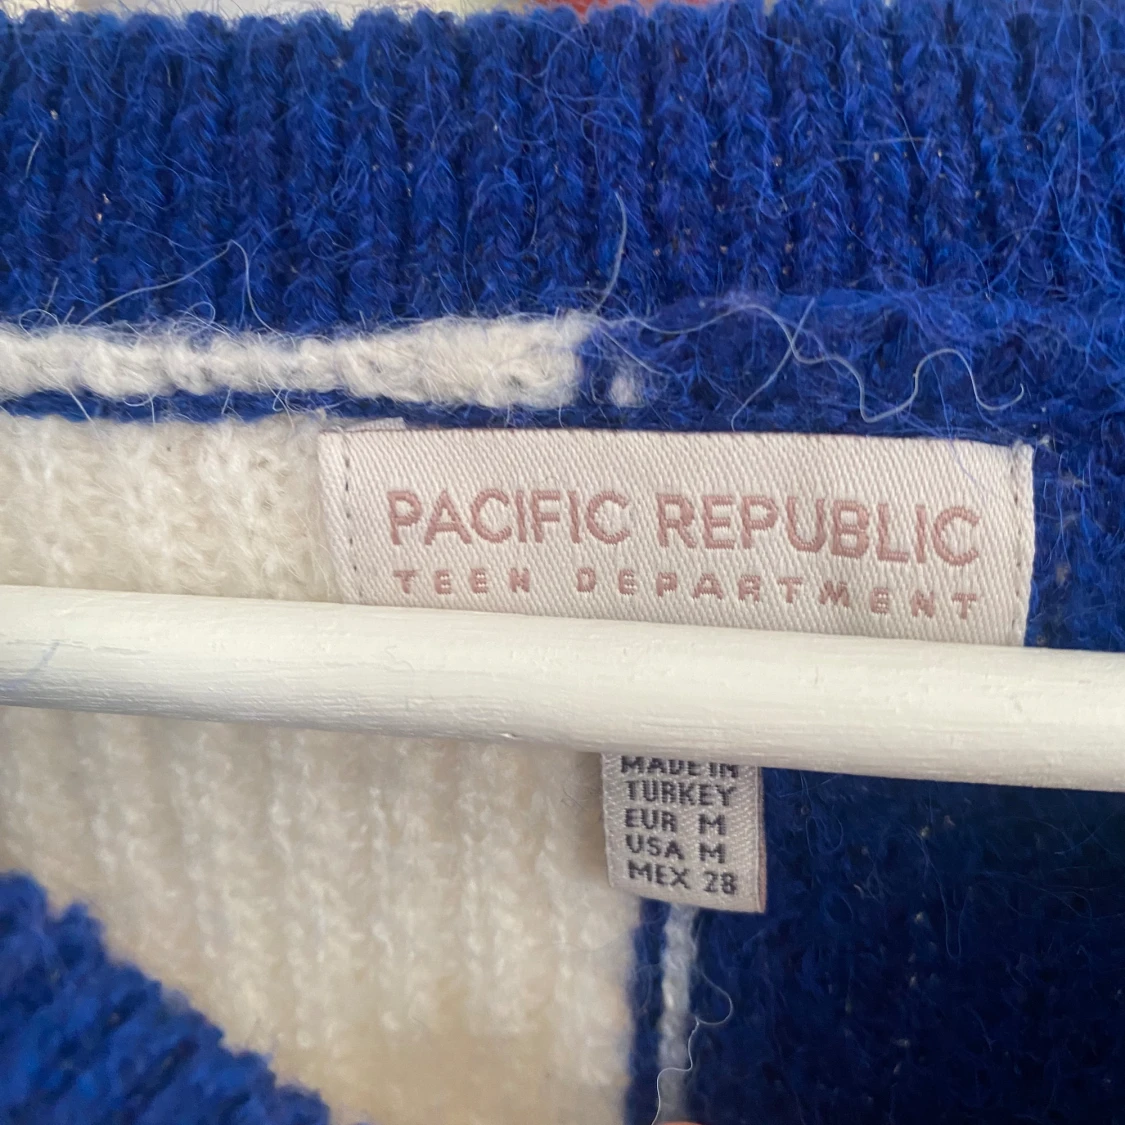 PACIFIC REPUBLIC
TEEN DEPARTMENT
MADE IN
TURKEY
EUR M
USA M
MEX 28